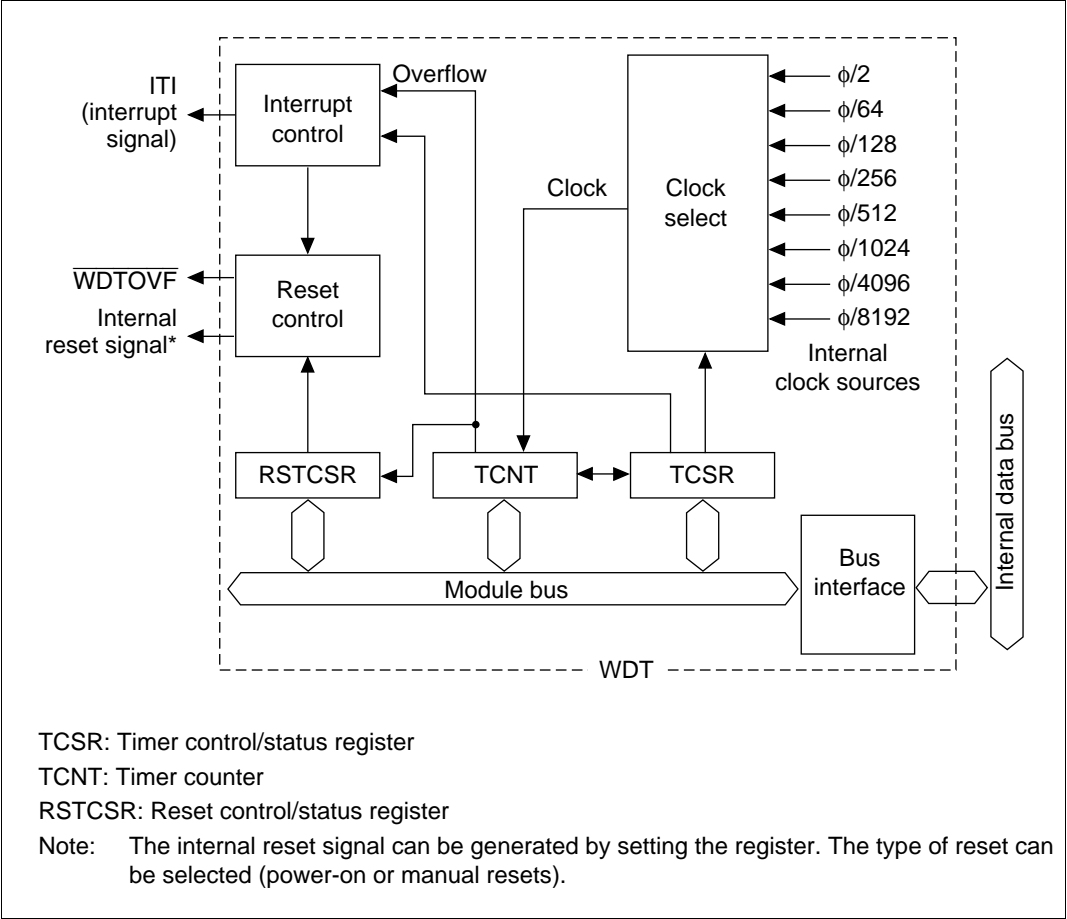 ITI
(interrupt
signal)
Interrupt
control
Overflow
Clock
Clock
select
ϕ/2
ϕ/64
ϕ/128
ϕ/256
ϕ/512
ϕ/1024
ϕ/4096
ϕ/8192
Internal
clock sources
WDTOVF
Internal
reset signal*
Reset
control
RSTCSR
TCNT
TCSR
Module bus
Bus
interface
Internal data bus
WDT
TCSR: Timer control/status register
TCNT: Timer counter
RSTCSR: Reset control/status register
Note: The internal reset signal can be generated by setting the register. The type of reset can
be selected (power-on or manual resets).